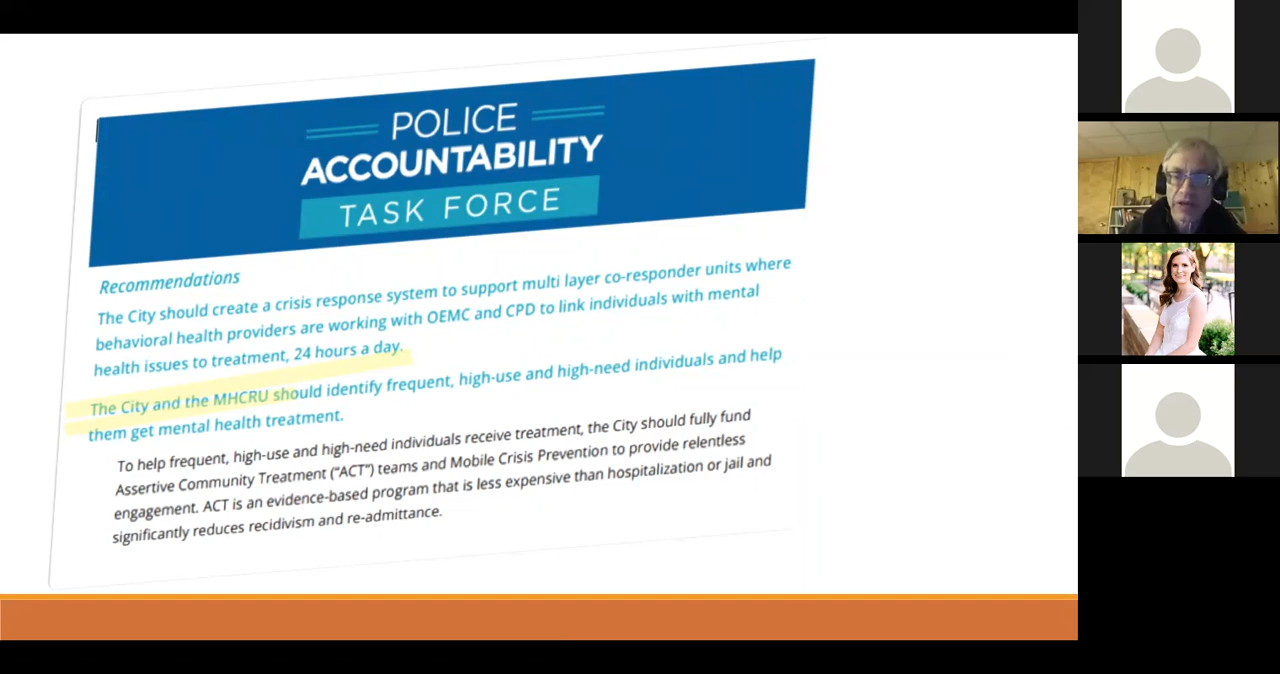 POLICE
ACCOUNTABILITY
TASK FORCE
Recommendations
The City should create a crisis response system to support multi layer co-responder units where
behavioral health providers are working with OEMC and CPD to link individuals with mental
health issues to treatment, 24 hours a day.
The City and the MHCRU should identify frequent, high-use and high-need individuals and help
them get mental health treatment.
To help frequent, high-use and high-need individuals receive treatment, the City should fully fund
Assertive Community Treatment ("ACT") teams and Mobile Crisis Prevention to provide relentless
engagement. ACT is an evidence-based program that is less expensive than hospitalization or jail and
significantly reduces recidivism and re-admittance.